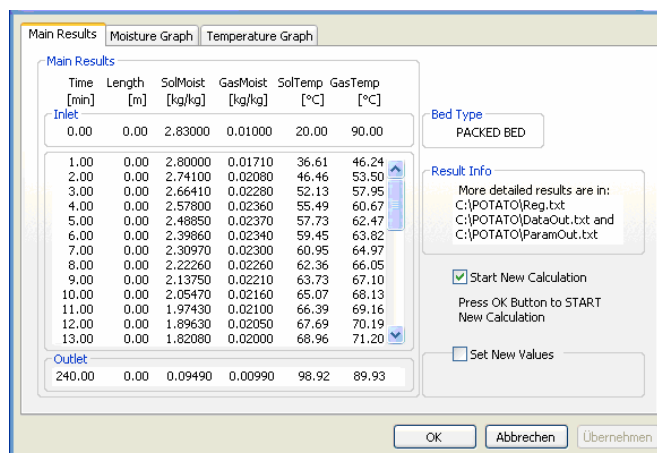 Main Results Moisture Graph Temperature Graph
Main Results
Time Length SolMoist GasMoist SolTemp GasTemp
[min] [m] [kg/kg] [kg/kg] [°C] [°C]
Inlet
0.00 0.00 2.83000 0.01000 20.00 90.00
1.00 0.00 2.80000 0.01710 36.61 46.24
2.00 0.00 2.74100 0.02080 46.46 53.50
3.00 0.00 2.66410 0.02280 52.13 57.95
4.00 0.00 2.57800 0.02360 55.49 60.67
5.00 0.00 2.48850 0.02370 57.73 62.47
6.00 0.00 2.39860 0.02340 59.45 63.82
7.00 0.00 2.30970 0.02300 60.95 64.97
8.00 0.00 2.22260 0.02260 62.36 66.05
9.00 0.00 2.13750 0.02210 63.73 67.10
10.00 0.00 2.05470 0.02160 65.07 68.13
11.00 0.00 1.97430 0.02100 66.39 69.16
12.00 0.00 1.89630 0.02050 67.69 70.19
13.00 0.00 1.82080 0.02000 68.96 71.20
Outlet
240.00 0.00 0.09490 0.00990 98.92 89.93
Bed Type
PACKED BED
Result Info
More detailed results are in:
C:\POTATO\Reg.txt
C:\POTATO\DataOut.txt and
C:\POTATO\ParamOut.txt
Start New Calculation
Press OK Button to START
New Calculation
Set New Values
OK Abbrechen Übernehmen